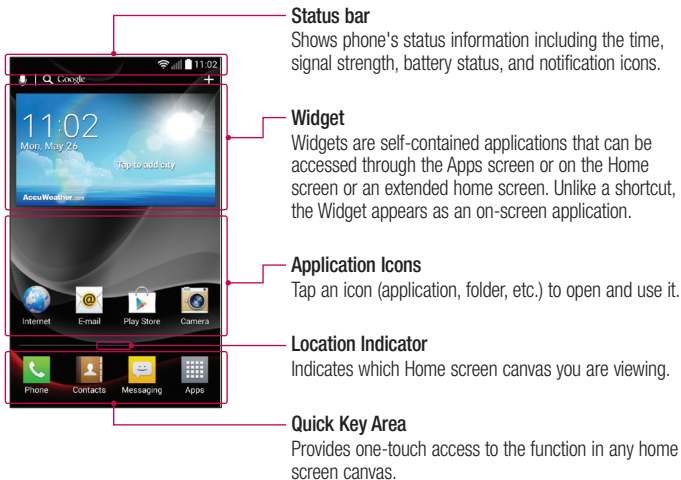 Status bar
Shows phone's status information including the time,
signal strength, battery status, and notification icons.
11:02
Google
Widget
Widgets are self-contained applications that can be
accessed through the Apps screen or on the Home
screen or an extended home screen. Unlike a shortcut,
the Widget appears as an on-screen application.
11:02
Mon, May 26
Tap to add city
AccuWeather.com
Application Icons
Tap an icon (application, folder, etc.) to open and use it.
Internet E-mail Play Store Camera
Location Indicator
Indicates which Home screen canvas you are viewing.
Phone Contacts Messaging Apps
Quick Key Area
Provides one-touch access to the function in any home
screen canvas.